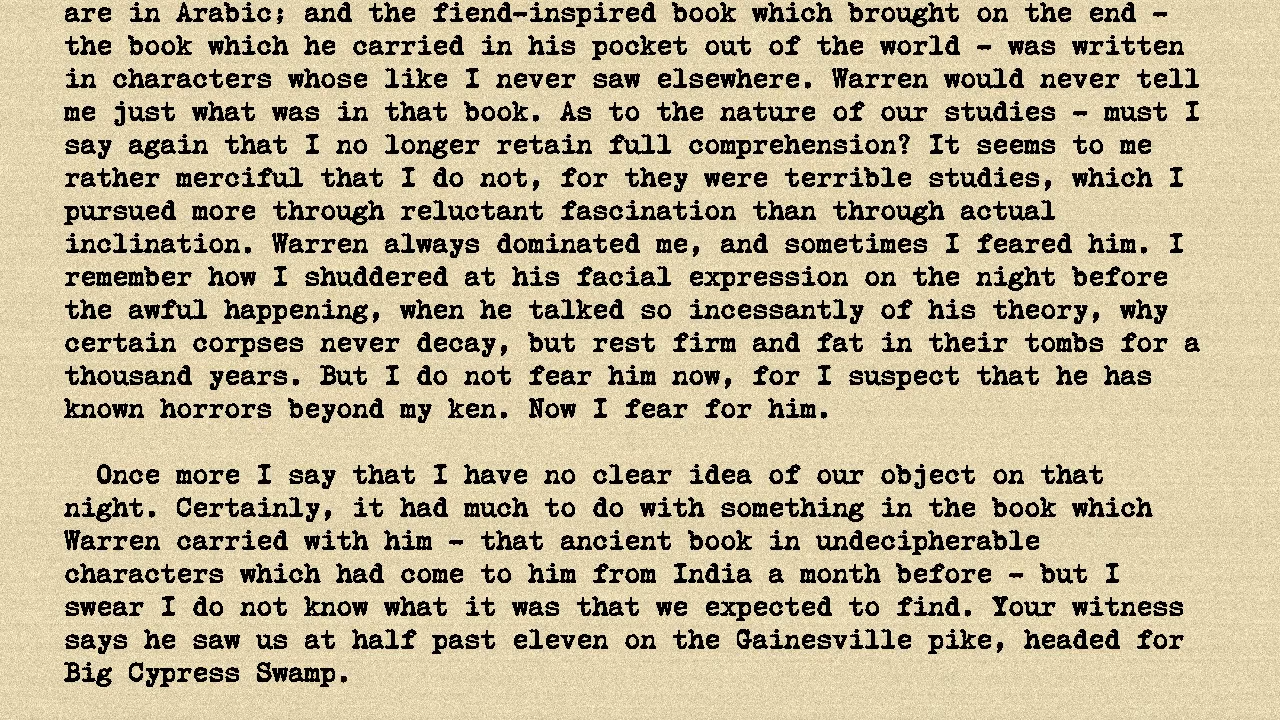 are in Arabic; and the fiend-inspired book which brought on the end –
the book which he carried in his pocket out of the world – was written
in characters whose like I never saw elsewhere. Warren would never tell
me just what was in that book. As to the nature of our studies – must I
say again that I no longer retain full comprehension? It seems to me
rather merciful that I do not, for they were terrible studies, which I
pursued more through reluctant fascination than through actual
inclination. Warren always dominated me, and sometimes I feared him. I
remember how I shuddered at his facial expression on the night before
the awful happening, when he talked so incessantly of his theory, why
certain corpses never decay, but rest firm and fat in their tombs for a
thousand years. But I do not fear him now, for I suspect that he has
known horrors beyond my ken. Now I fear for him.
Once more I say that I have no clear idea of our object on that
night. Certainly, it had much to do with something in the book which
Warren carried with him – that ancient book in undecipherable
characters which had come to him from India a month before – but I
swear I do not know what it was that we expected to find. Your witness
says he saw us at half past eleven on the Gainesville pike, headed for
Big Cypress Swamp.